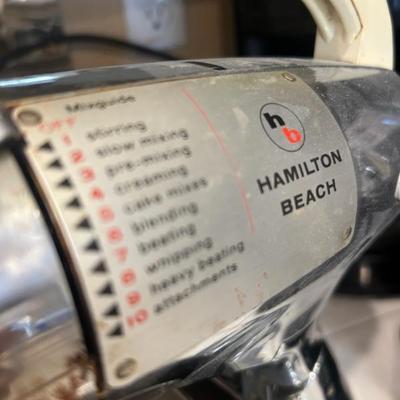 Mixguide
OFF
1 stirring
2 slow mixing
3 pre-mixing
4 creaming
5 cake mixes
6 blending
7 beating
8 whipping
9 heavy beating
10 attachments
hb
HAMILTON
BEACH